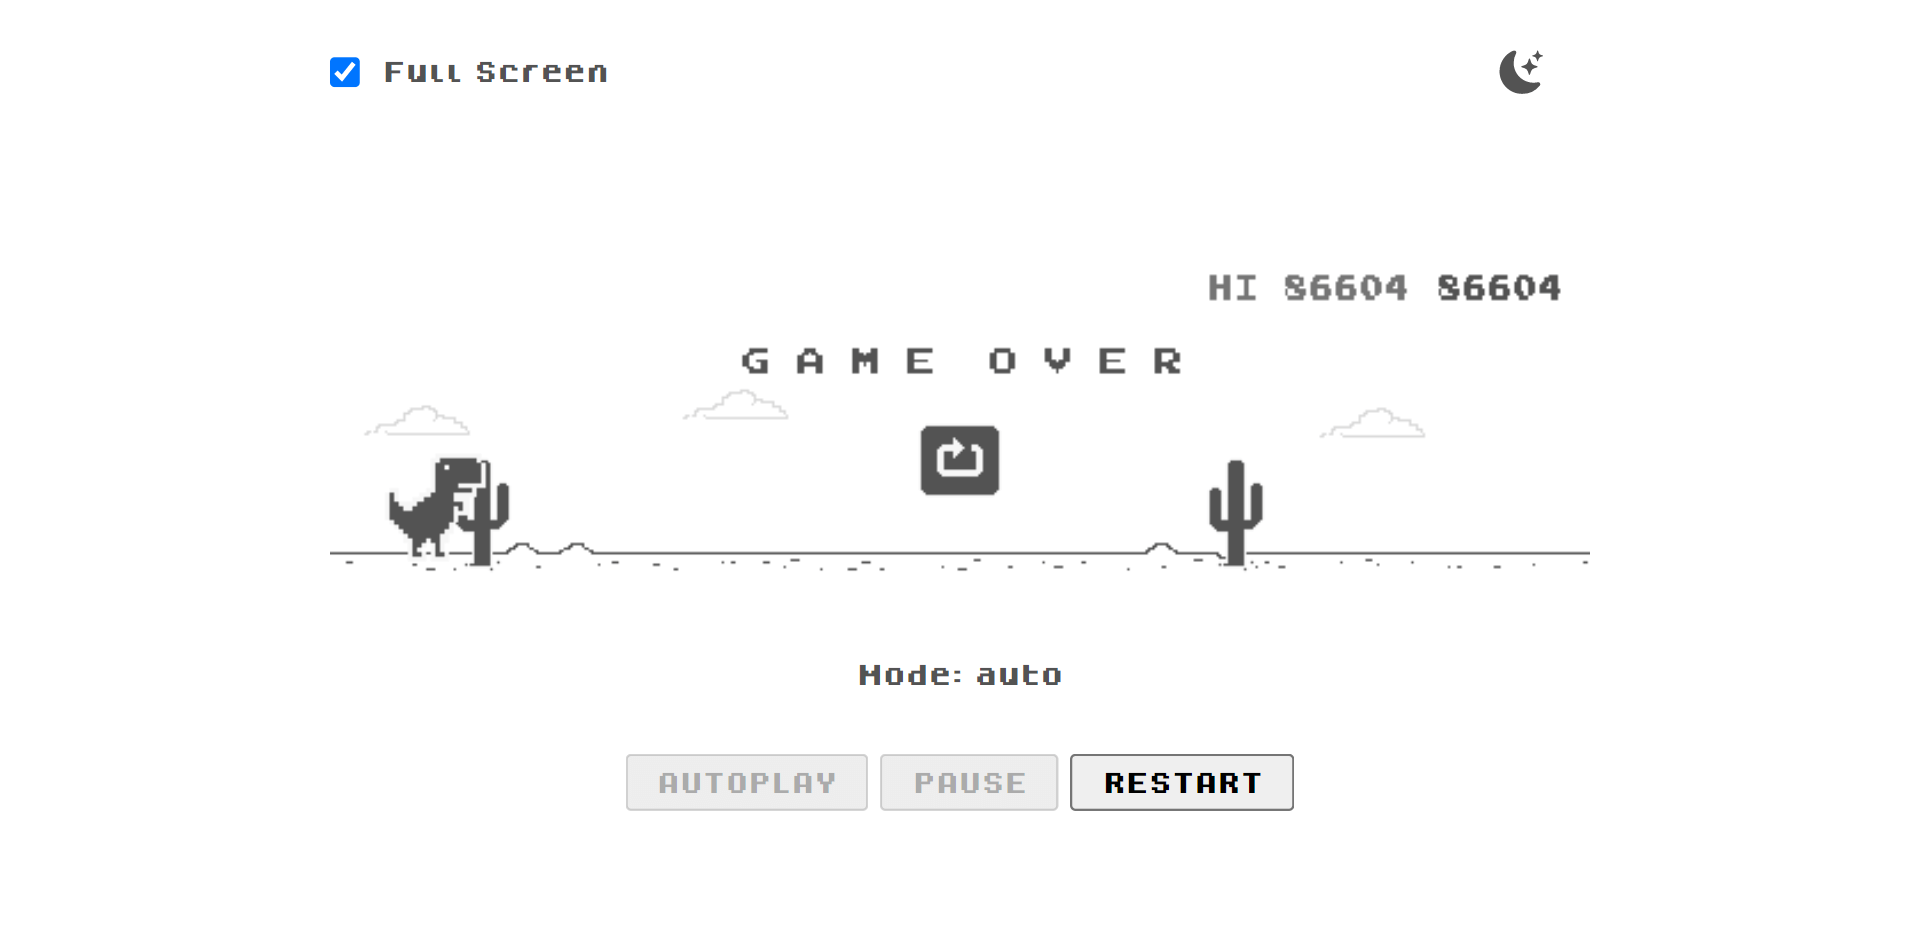 Full Screen
HI 86604 86604
GAME OVER
Mode: auto
AUTOPLAY PAUSE RESTART